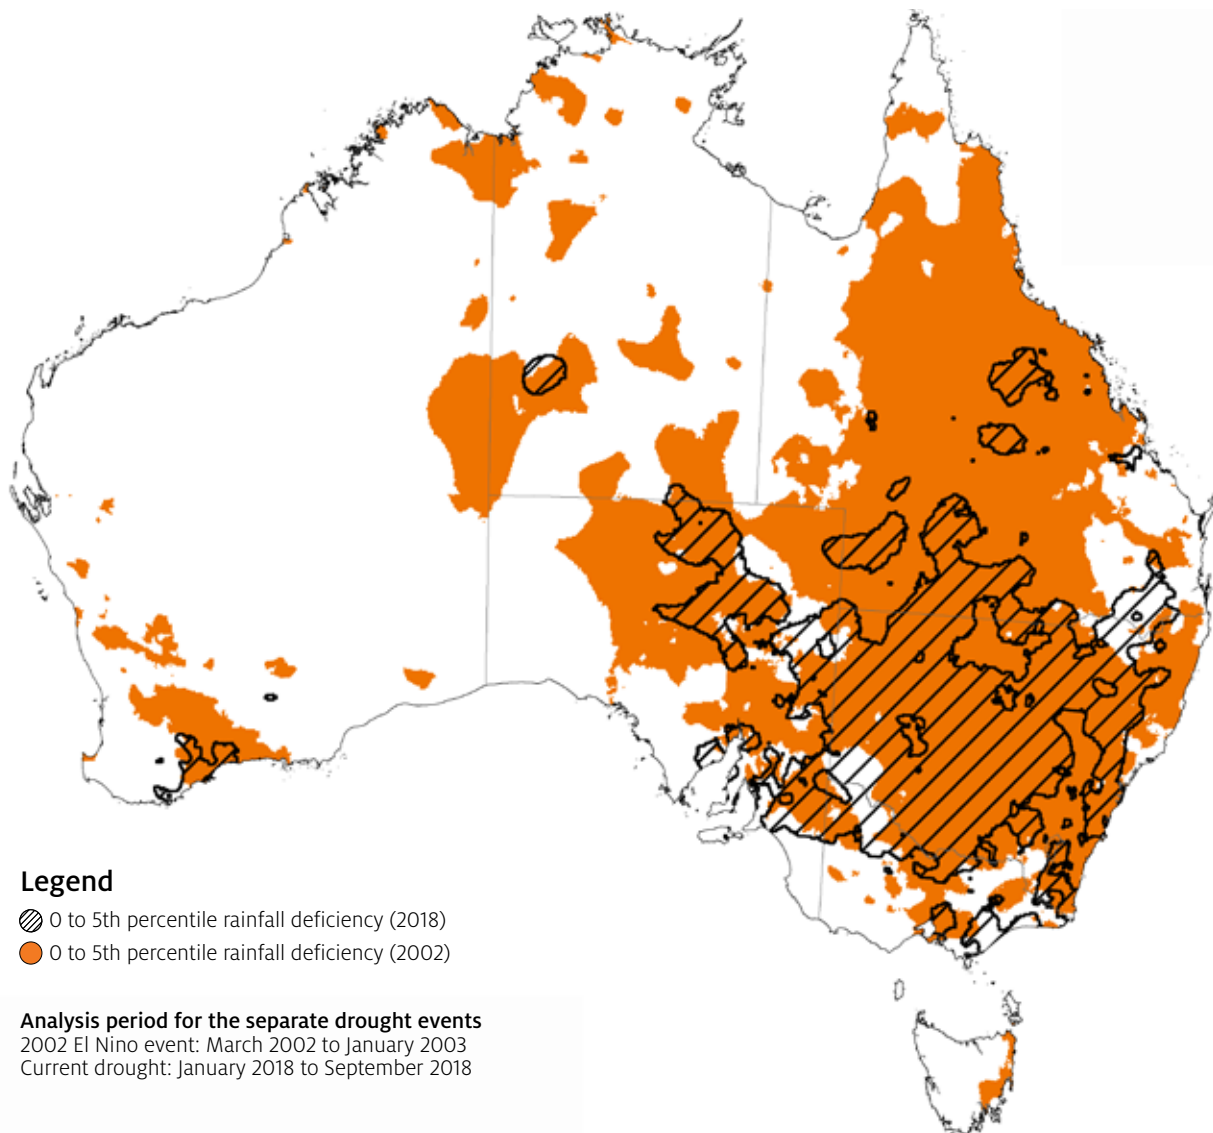 Legend
0 to 5th percentile rainfall deficiency (2018)
0 to 5th percentile rainfall deficiency (2002)
Analysis period for the separate drought events
2002 El Nino event: March 2002 to January 2003
Current drought: January 2018 to September 2018